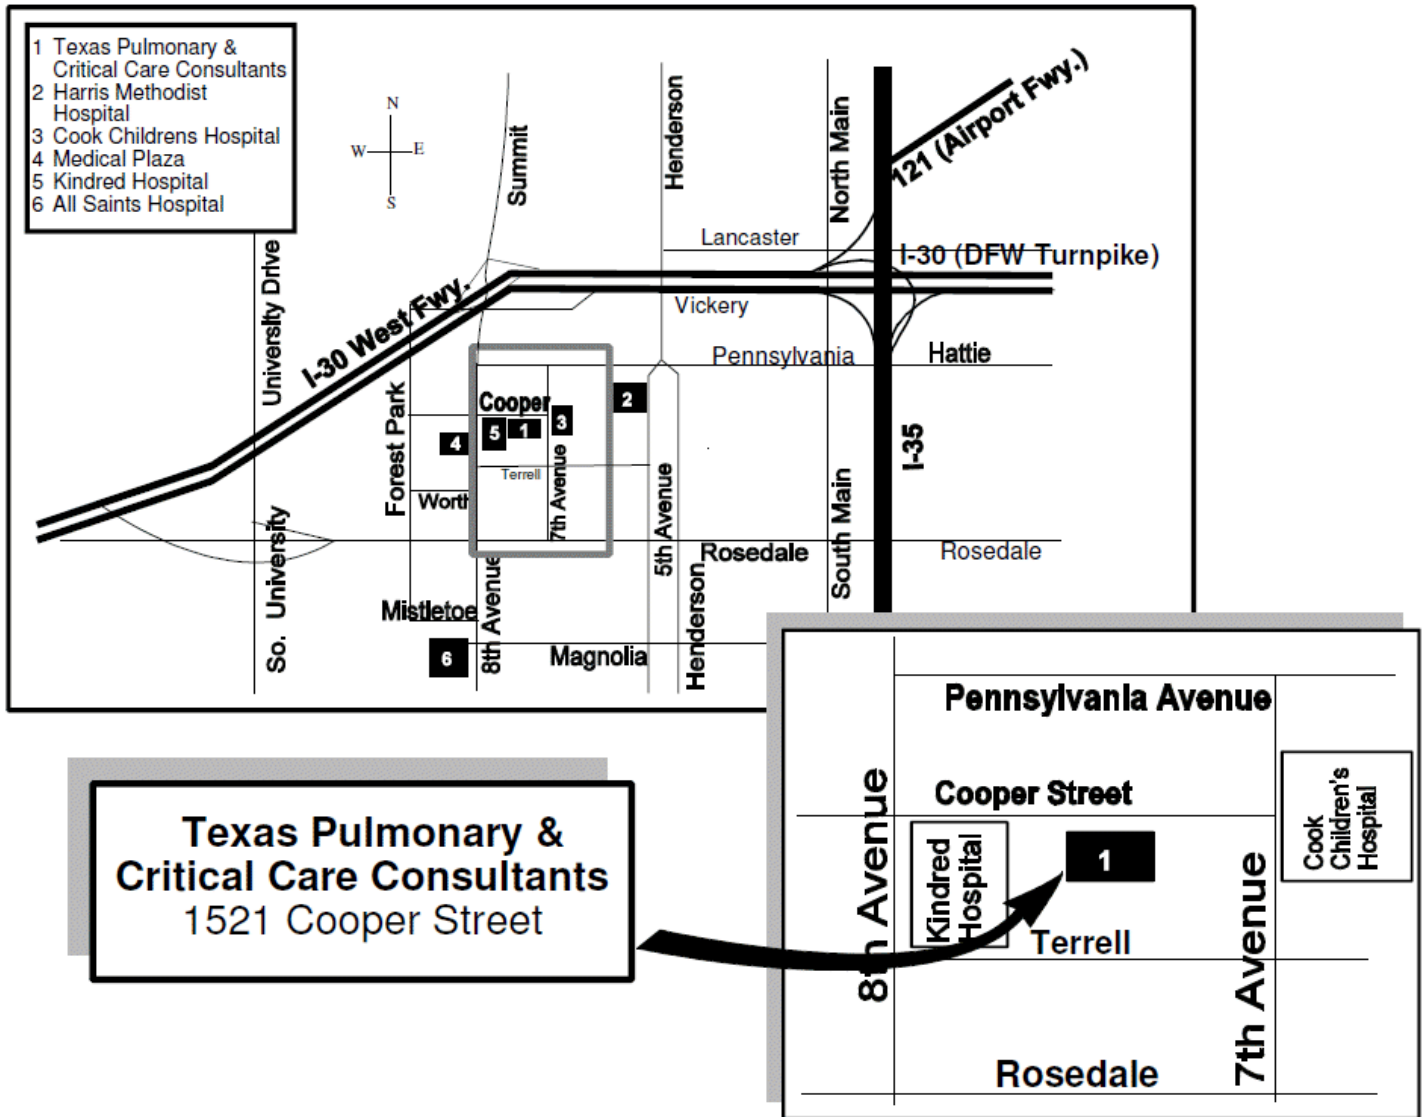 1 Texas Pulmonary &
Critical Care Consultants
2 Harris Methodist
Hospital
3 Cook Childrens Hospital
4 Medical Plaza
5 Kindred Hospital
6 All Saints Hospital
N
W E
S
Summit
Henderson
North Main
121 (Airport Fwy.)
University Drive
Lancaster
I-30 (DFW Turnpike)
I-30 West Fwy.
Vickery
Pennsylvania
Hattie
Forest Park
Cooper
2
3
5
1
4
I-35
Terrell
7th Avenue
Worth
5th Avenue
South Main
So. University
Rosedale
Rosedale
Mistletoe
8th Avenue
6
Magnolia
Henderson
Pennsylvania Avenue
8th Avenue
Cooper Street
Cook
Children's
Hospital
Kindred
Hospital
1
Terrell
7th Avenue
Rosedale
Texas Pulmonary &
Critical Care Consultants
1521 Cooper Street